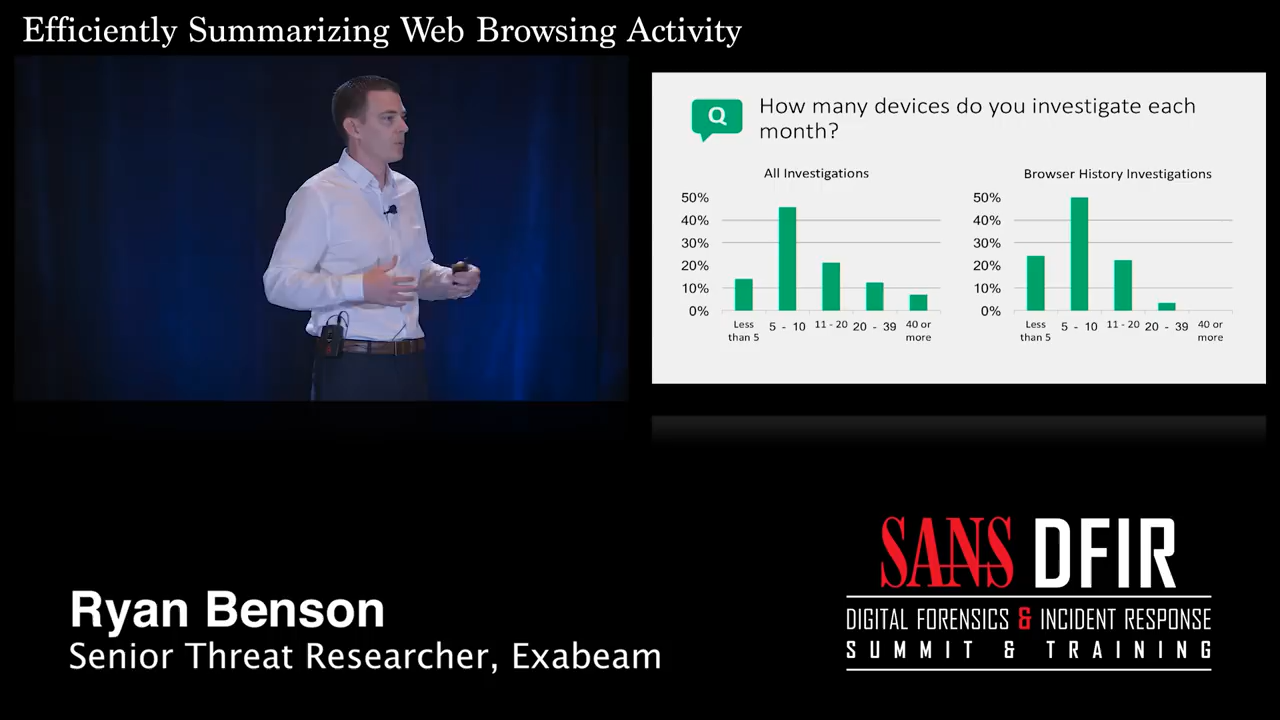 Efficiently Summarizing Web Browsing Activity
Q
How many devices do you investigate each
month?
All Investigations
50%
40%
30%
20%
10%
0%
Less than 5
5 - 10
11 - 20
20 - 39
40 or more
Browser History Investigations
50%
40%
30%
20%
10%
0%
Less than 5
5 - 10
11 - 20
20 - 39
40 or more
Ryan Benson
Senior Threat Researcher, Exabeam
SANS DFIR
DIGITAL FORENSICS & INCIDENT RESPONSE
SUMMIT & TRAINING